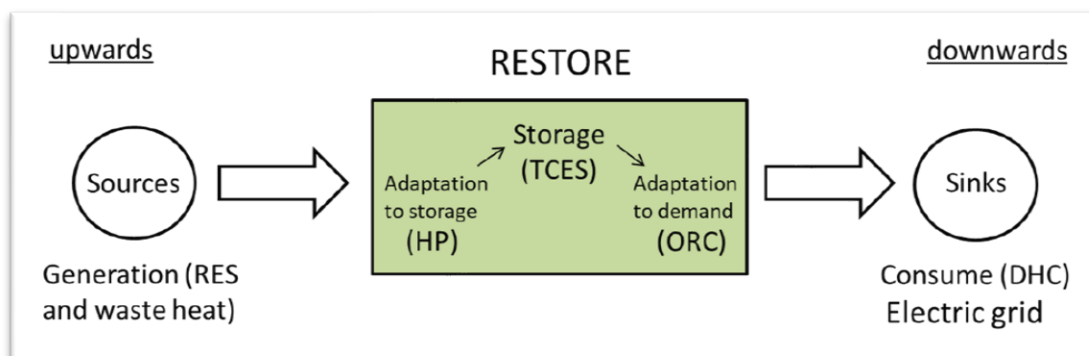 upwards
downwards
RESTORE
Sources
Storage
(TCES)
Adaptation
to storage
(HP)
Adaptation
to demand
(ORC)
Sinks
Generation (RES
and waste heat)
Consume (DHC)
Electric grid